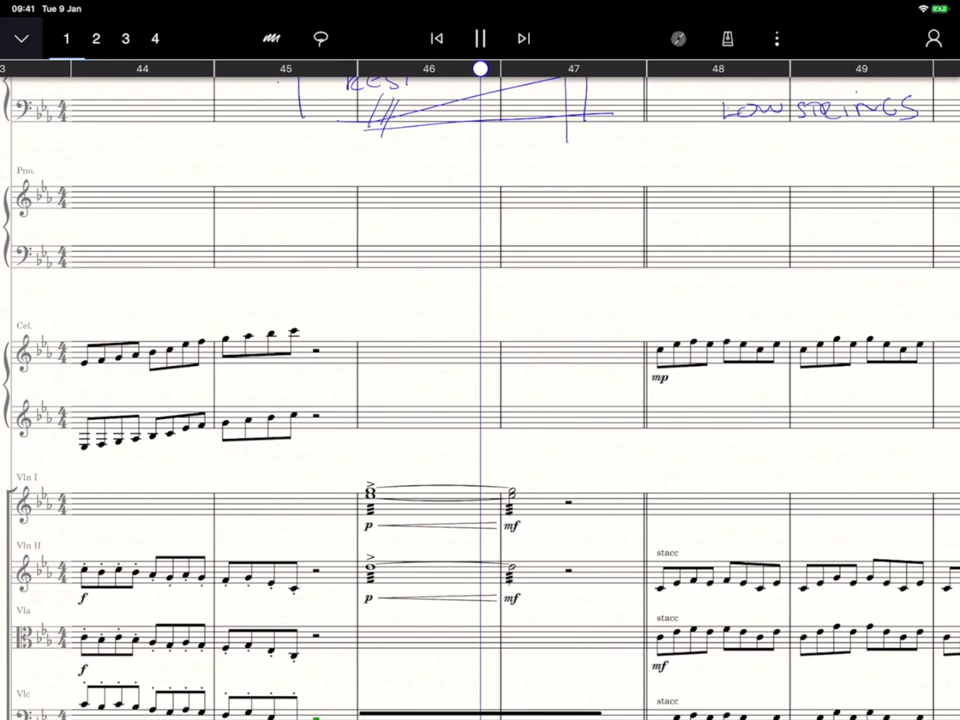 09:41 Tue 9 Jan
1 2 3 4
3 44 45 46 47 48 49
REST
LOW STRINGS
Pno.
Cel.
mp
Vln I
p mf
Vln II
stacc
f p mf
Vla
stacc
f mf
Vlc
stacc